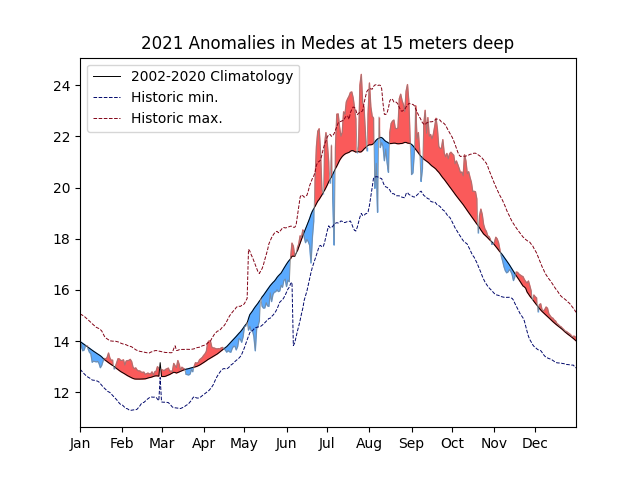 2021 Anomalies in Medes at 15 meters deep
2002-2020 Climatology
Historic min.
Historic max.
24
22
20
18
16
14
12
Jan Feb Mar Apr May Jun Jul Aug Sep Oct Nov Dec